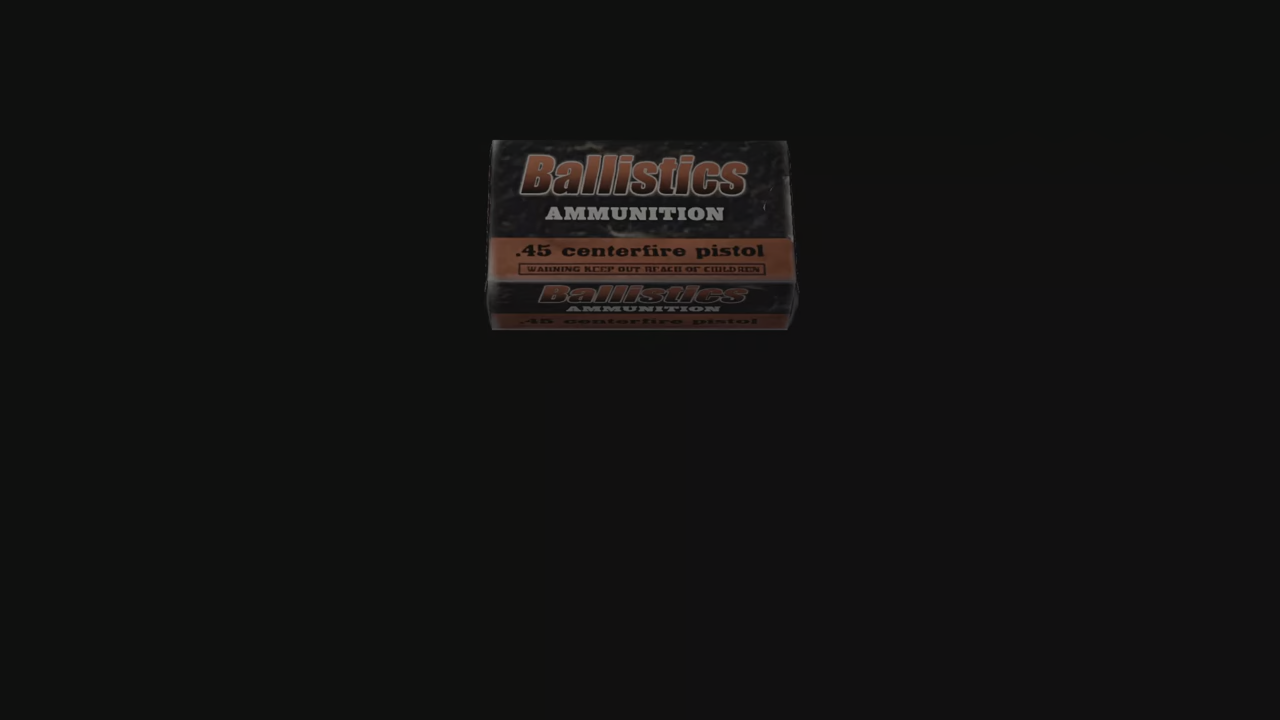 Ballistics
AMMUNITION
.45 centerfire pistol
WARNING KEEP OUT REACH OF CHILDREN
Ballistics
AMMUNITION
.45 centerfire pistol